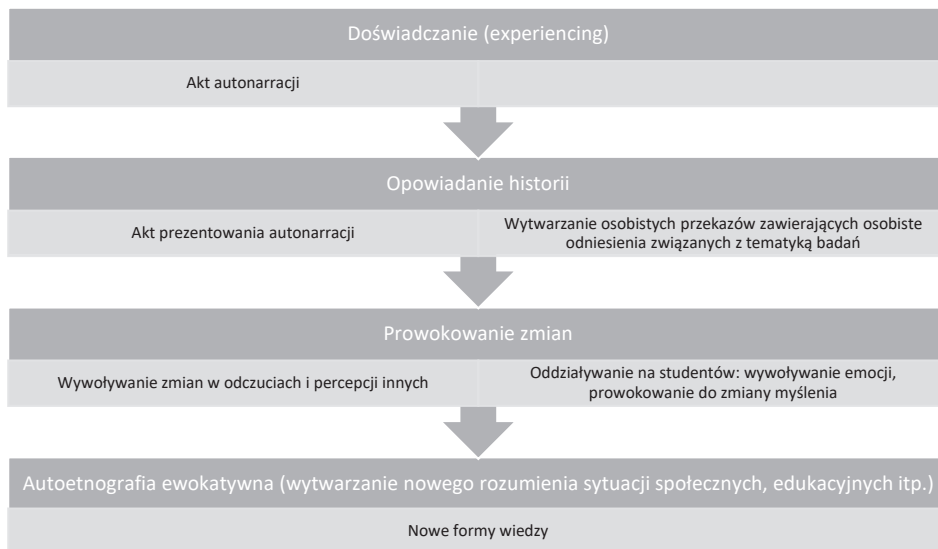 Doświadczanie (experiencing)
Akt autonarracji
Opowiadanie historii
Akt prezentowania autonarracji
Wytwarzanie osobistych przekazów zawierających osobiste
odniesienia związanych z tematyką badań
Prowokowanie zmian
Wywoływanie zmian w odczuciach i percepcji innych
Oddziaływanie na studentów: wywoływanie emocji,
prowokowanie do zmiany myślenia
Autoetnografia ewokatywna (wytwarzanie nowego rozumienia sytuacji społecznych, edukacyjnych itp.)
Nowe formy wiedzy